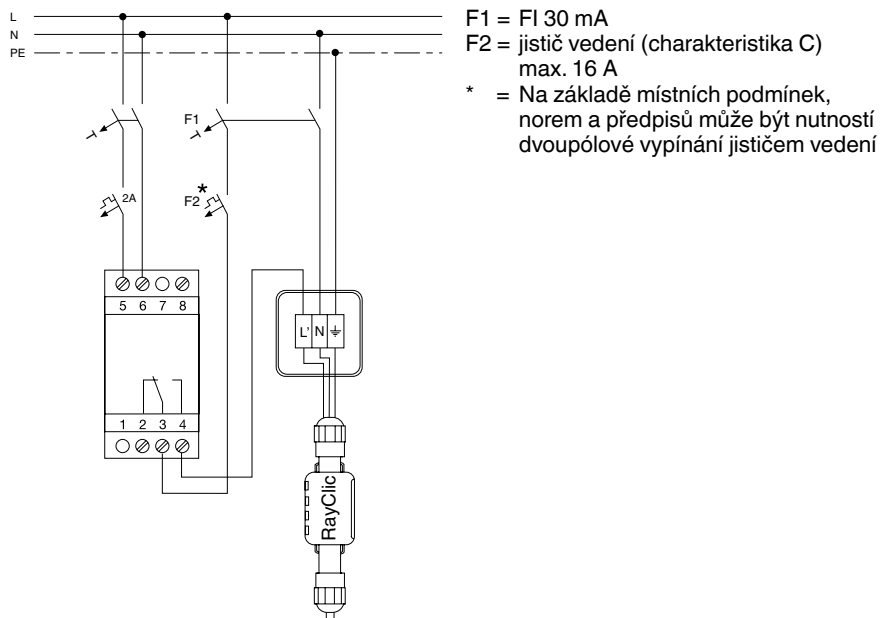 L
N
PE
F1 = FI 30 mA
F2 = jistič vedení (charakteristika C)
max. 16 A
* = Na základě místních podmínek,
norem a předpisů může být nutností
dvoupólové vypínání jističem vedení
F1
2A
F2 *
5 6 7 8
L' N
1 2 3 4
RayClic